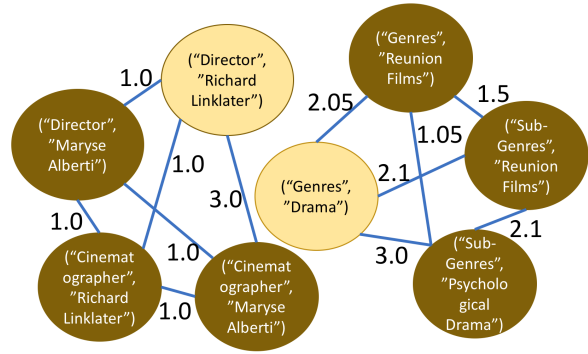 (“Director”,
”Richard
Linklater”)
1.0
(“Director”,
”Maryse
Alberti”)
1.0
3.0
1.0
1.0
(“Cinemat
ographer”,
”Richard
Linklater”)
1.0
(“Cinemat
ographer”,
”Maryse
Alberti”)
(“Genres”,
”Reunion
Films”)
2.05
1.5
1.05
(“Sub-
Genres”,
”Reunion
Films”)
2.1
(“Genres”,
”Drama”)
2.1
3.0
(“Sub-
Genres”,
”Psycholo
gical
Drama”)